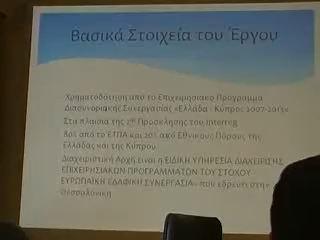 Βασικά Στοιχεία του Έργου
Χρηματοδότηση από το Επιχειρησιακό Πρόγραμμα
Διασυνοριακής Συνεργασίας «Ελλάδα - Κύπρος 2007-2013»
Στα πλαίσια της 2ης Πρόσκλησης του Interreg
80% από το ΕΤΠΑ και 20% από Εθνικούς Πόρους της
Ελλάδας και της Κύπρου
Διαχειριστική Αρχή είναι η ΕΙΔΙΚΗ ΥΠΗΡΕΣΙΑ ΔΙΑΧΕΙΡΙΣΗΣ
ΕΠΙΧΕΙΡΗΣΙΑΚΩΝ ΠΡΟΓΡΑΜΜΑΤΩΝ ΤΟΥ ΣΤΟΧΟΥ
ΕΥΡΩΠΑΪΚΗ ΕΔΑΦΙΚΗ ΣΥΝΕΡΓΑΣΙΑ» που εδρεύει στη
Θεσσαλονίκη